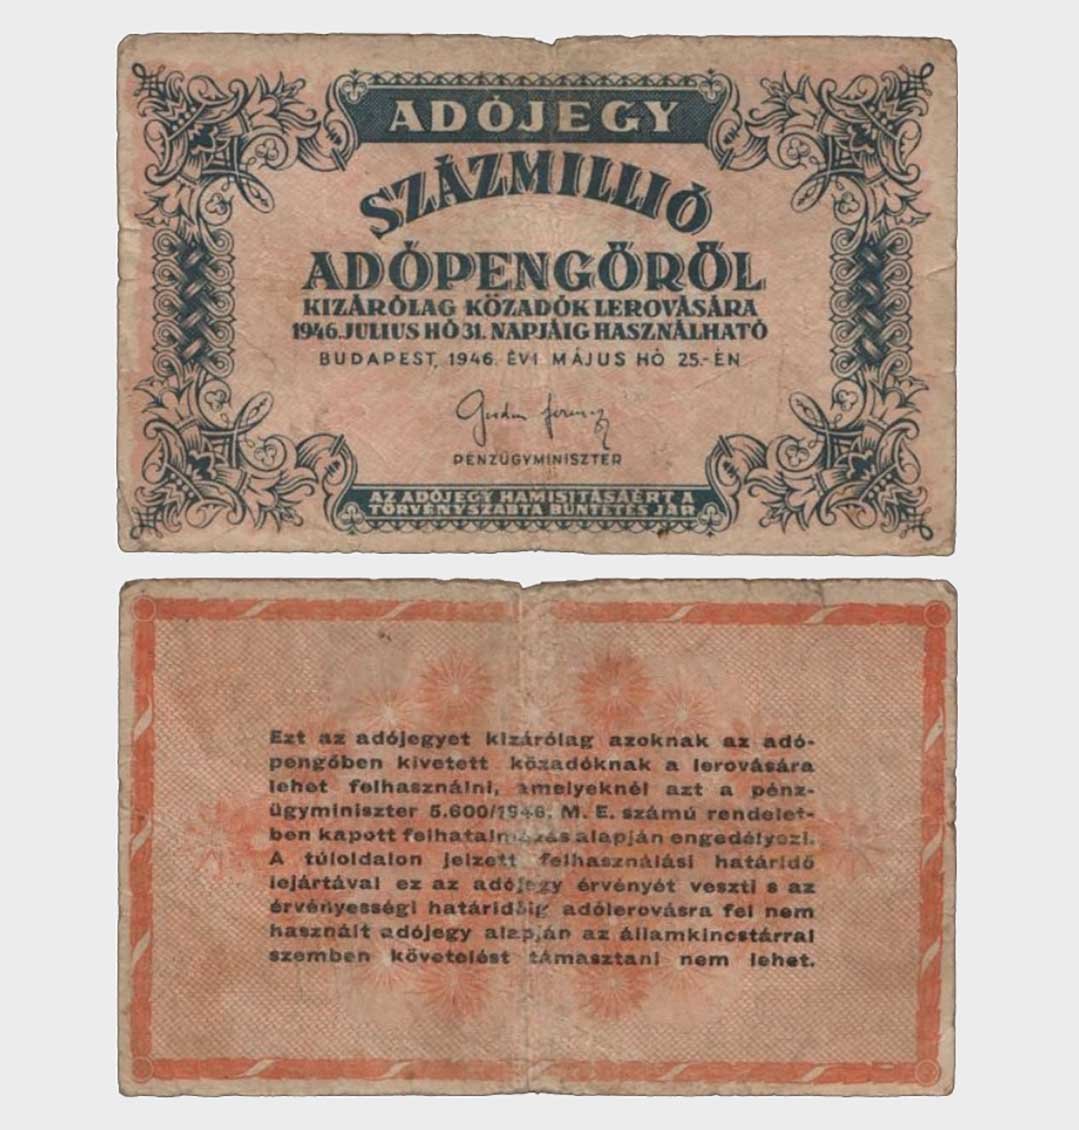 ADÓJEGY
SZÁZMILLIÓ
ADÓPENGŐRŐL
KIZÁRÓLAG KÖZADÓK LEROVÁSÁRA
1946. JULIUS HÓ 31. NAPJÁIG HASZNÁLHATÓ
BUDAPEST, 1946. ÉVI MÁJUS HÓ 25.-ÉN
Gordon Ferenc
PÉNZÜGYMINISZTER
AZ ADÓJEGY HAMISITÁSÁÉRT A
TÖRVÉNYSZABTA BÜNTETÉS JÁR
Ezt az adójegyet kizárólag azoknak az adó-
pengőben kivetett közadóknak a lerovására
lehet felhasználni, amelyeknél azt a pénz-
ügyminiszter 5.600/1946. M. E. számú rendelet-
ben kapott felhatalmazás alapján engedélyezi.
A túloldalon jelzett felhasználási határidő
lejártával ez az adójegy érvényét veszti s az
érvényességi határidőig adólerovásra fel nem
használt adójegy alapján az államkincstárral
szemben követelést támasztani nem lehet.